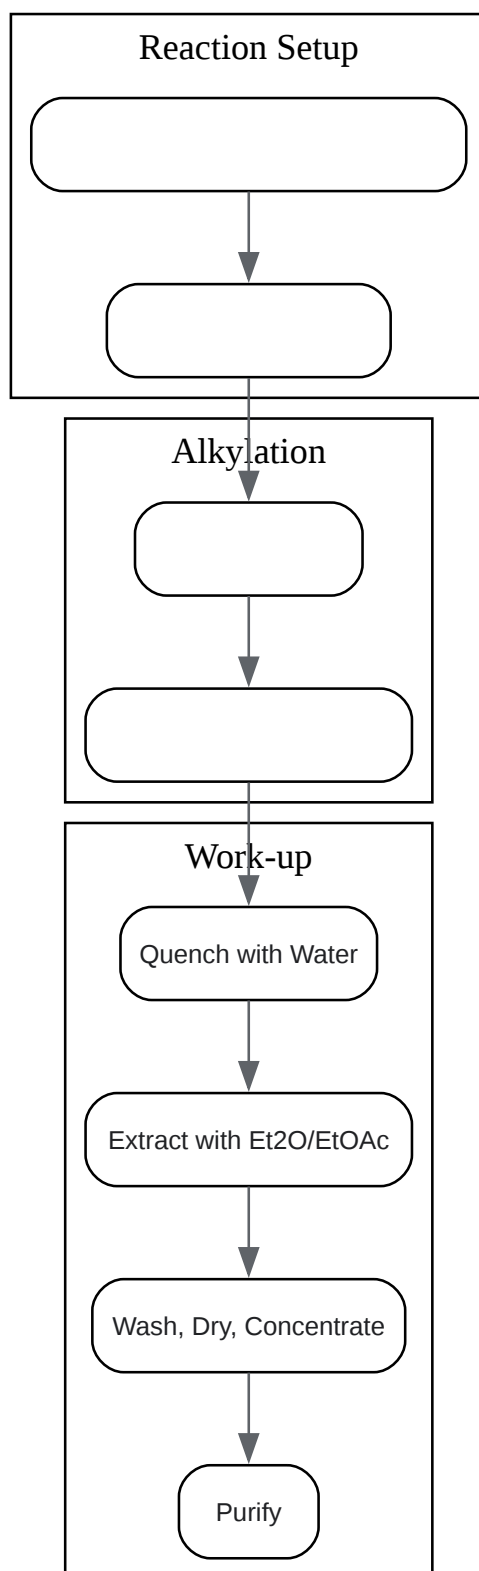 Reaction Setup
Alkylation
Work-up
Quench with Water
Extract with Et2O/EtOAc
Wash, Dry, Concentrate
Purify